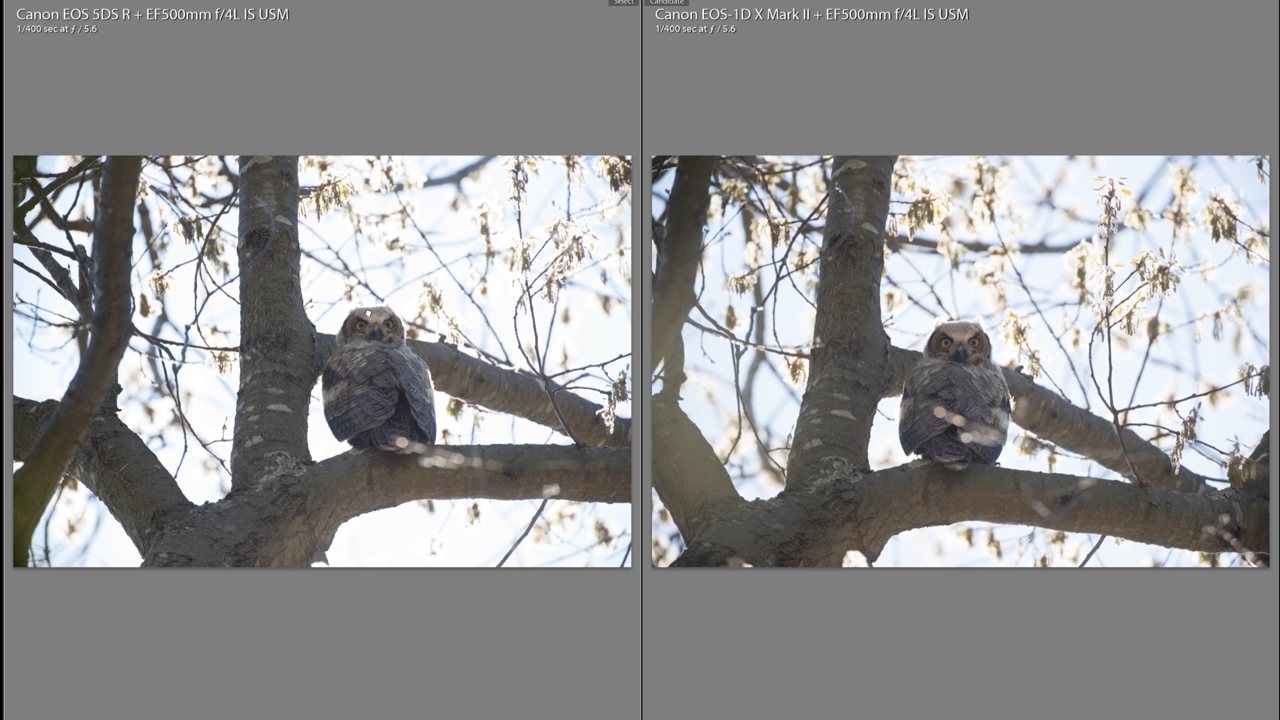 Select
Candidate
Canon EOS 5DS R + EF500mm f/4L IS USM
1/400 sec at ƒ / 5.6
Canon EOS-1D X Mark II + EF500mm f/4L IS USM
1/400 sec at ƒ / 5.6